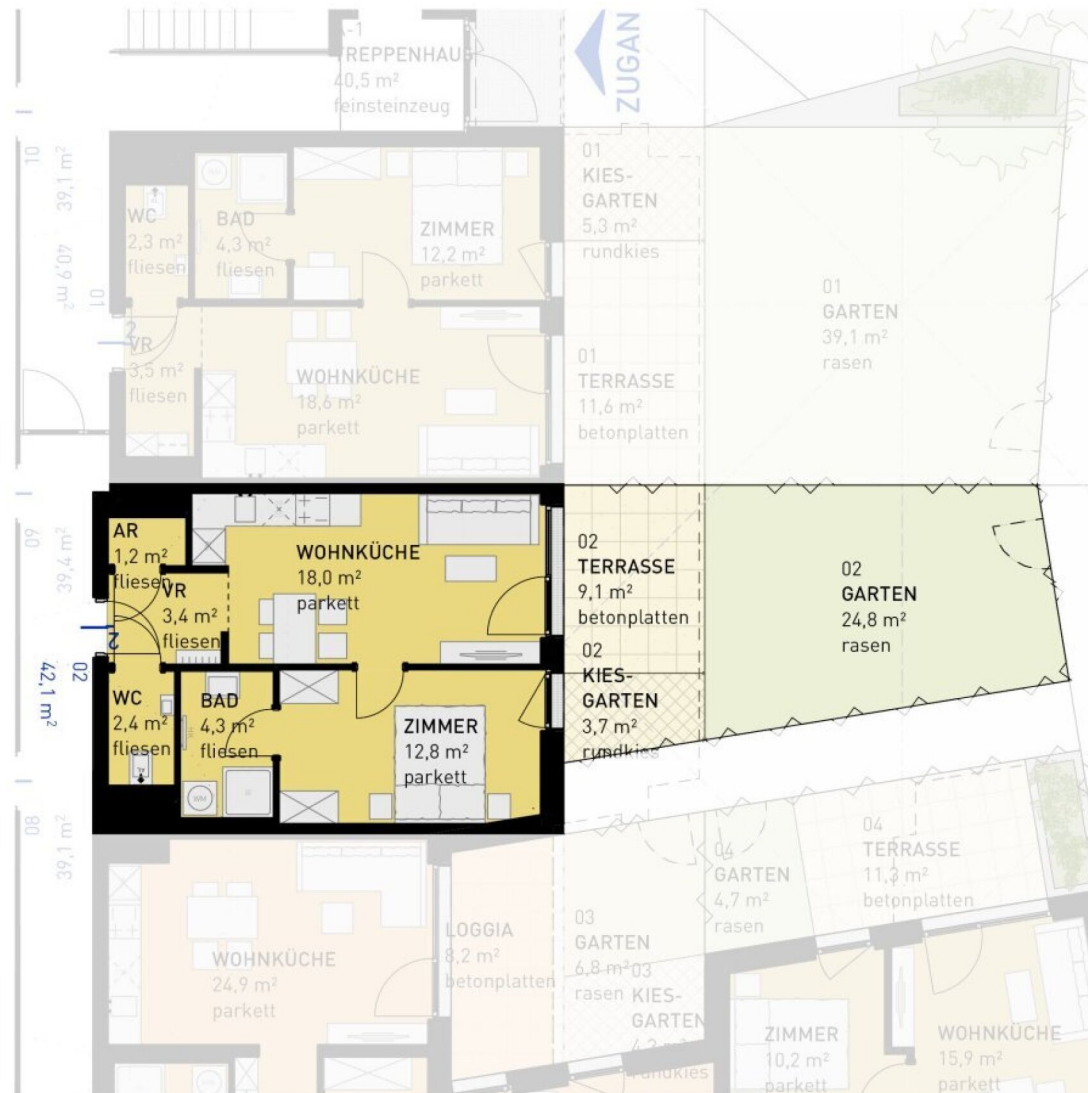 A-1
TREPPENHAUS
40,5 m²
feinsteinzeug
ZUGAN
10
39,1 m²
40,9 m²
01
WC
2,3 m²
fliesen
BAD
4,3 m²
fliesen
ZIMMER
12,2 m²
parkett
01
KIES-
GARTEN
5,3 m²
rundkies
01
GARTEN
39,1 m²
rasen
2
VR
3,5 m²
fliesen
WOHNKÜCHE
18,6 m²
parkett
01
TERRASSE
11,6 m²
betonplatten
09
39,4 m²
AR
1,2 m²
fliesen
VR
3,4 m²
fliesen
WOHNKÜCHE
18,0 m²
parkett
02
TERRASSE
9,1 m²
betonplatten
02
GARTEN
24,8 m²
rasen
2
02
42,1 m²
WC
2,4 m²
fliesen
BAD
4,3 m²
fliesen
WM
ZIMMER
12,8 m²
parkett
02
KIES-
GARTEN
3,7 m²
rundkies
08
39,1 m²
WOHNKÜCHE
24,9 m²
parkett
LOGGIA
8,2 m²
betonplatten
03
GARTEN
6,8 m²
rasen
03
KIES-
GARTEN
rundkies
04
GARTEN
4,7 m²
rasen
04
TERRASSE
11,3 m²
betonplatten
ZIMMER
10,2 m²
parkett
WOHNKÜCHE
15,9 m²
parkett